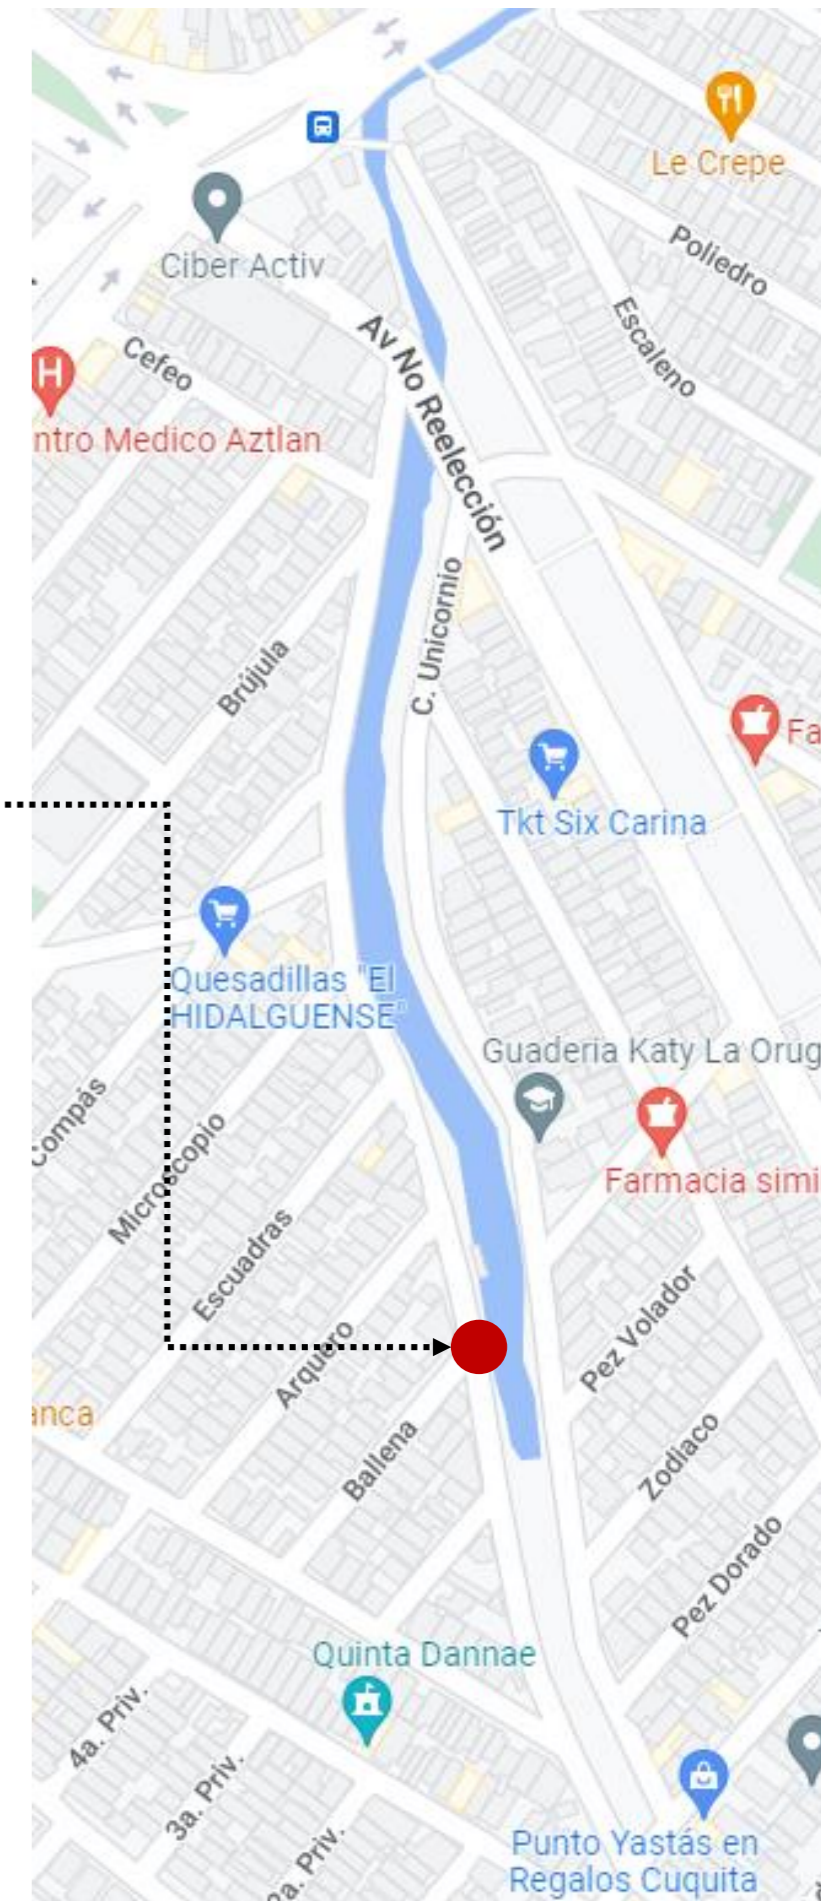 Le Crepe
Poliedro
Ciber Activ
Escaleno
Av No Reelección
Cefeo
H
ntro Medico Aztlan
C. Unicornio
Brújula
Fa
Tkt Six Carina
Quesadillas "El
HIDALGUENSE"
Guaderia Katy La Orug
Compás
Microscopio
Farmacia simi
Escuadras
Pez Volador
Arquero
anca
Ballena
Zodiaco
Pez Dorado
Quinta Dannae
4a. Priv.
3a. Priv.
2a. Priv.
Punto Yastás en
Regalos Cuquita